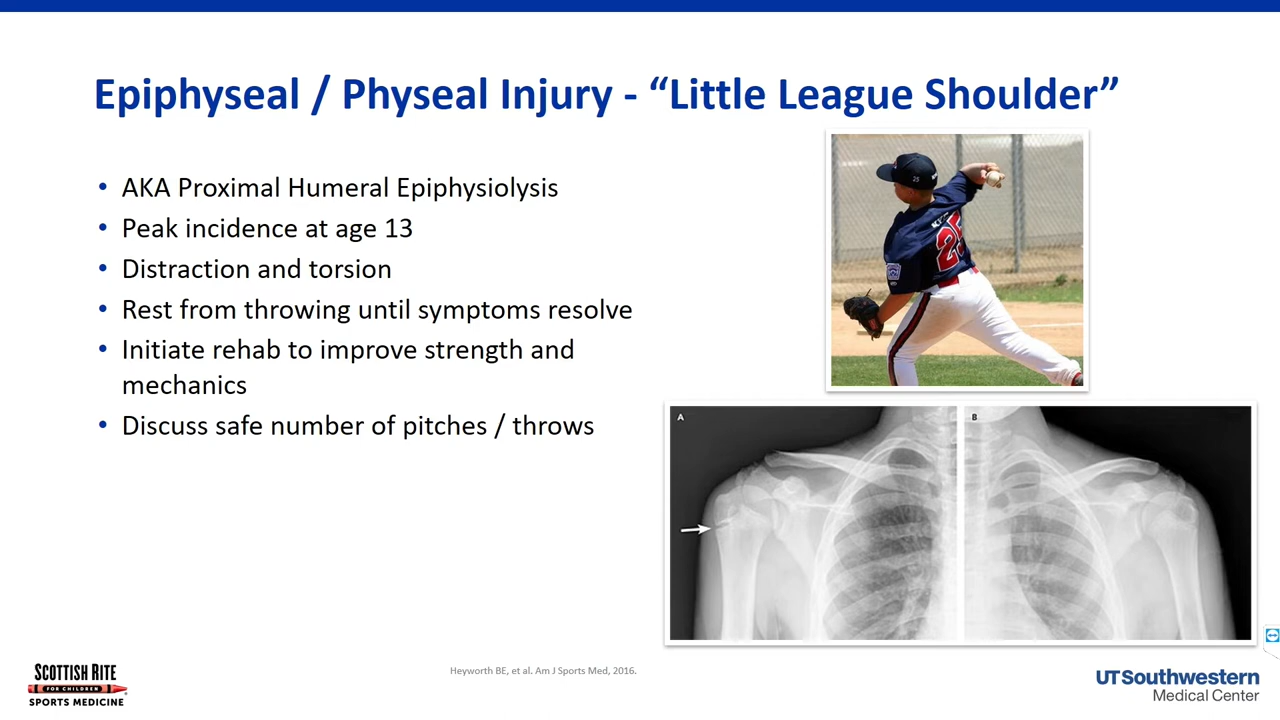 Epiphyseal / Physeal Injury - “Little League Shoulder”
• AKA Proximal Humeral Epiphysiolysis
• Peak incidence at age 13
• Distraction and torsion
• Rest from throwing until symptoms resolve
• Initiate rehab to improve strength and
mechanics
• Discuss safe number of pitches / throws
25
25
A
B
Heyworth BE, et al. Am J Sports Med, 2016.
SCOTTISH RITE
FOR CHILDREN
SPORTS MEDICINE
UTSouthwestern
Medical Center